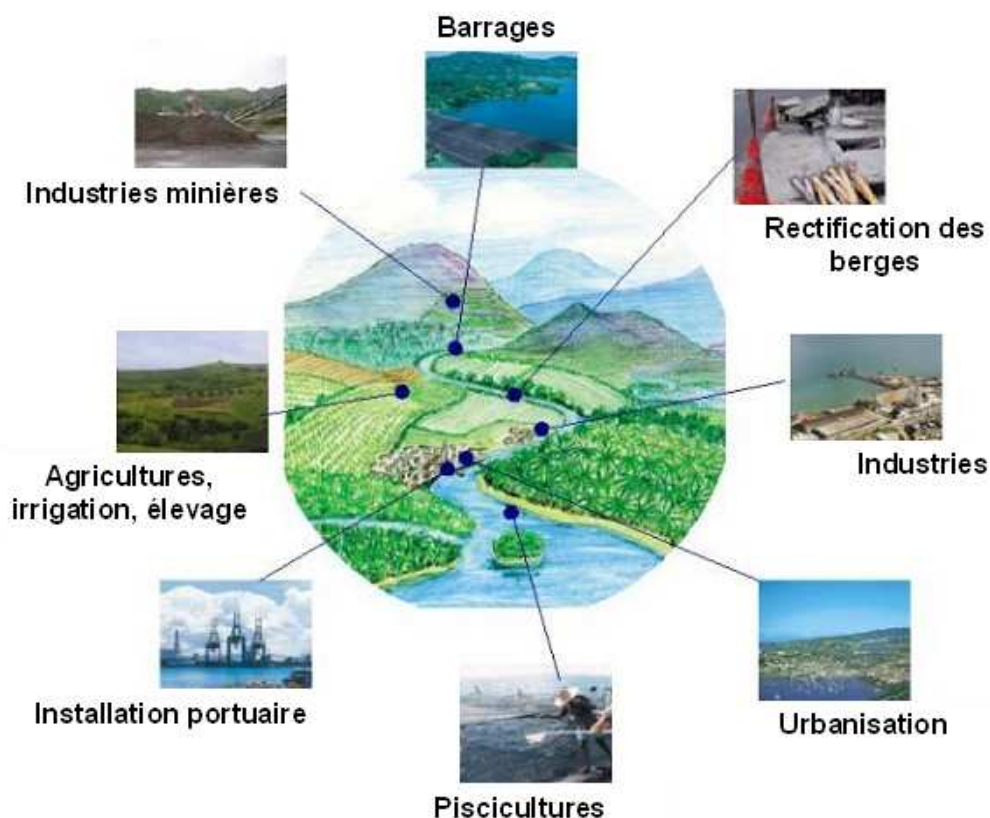 Barrages
Industries minières
Rectification des
berges
Agricultures,
irrigation, élevage
Industries
Installation portuaire
Urbanisation
Piscicultures